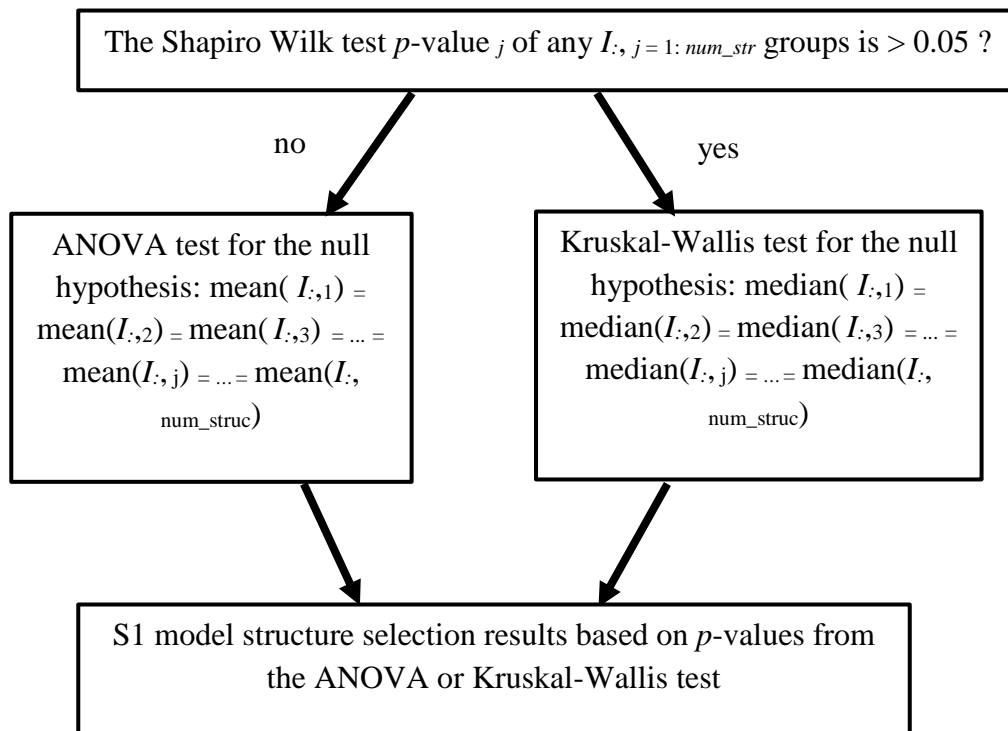 The Shapiro Wilk test p-value j of any I:, j = 1: num_str groups is > 0.05 ?
no
yes
ANOVA test for the null
hypothesis: mean( I:,1) =
mean(I:,2) = mean( I:,3) = ... =
mean(I:, j) = ...= mean(I:,
num_struc)
Kruskal-Wallis test for the null
hypothesis: median( I:,1) =
median(I:,2) = median( I:,3) = ... =
median(I:, j) = ...= median(I:,
num_struc)
S1 model structure selection results based on p-values from
the ANOVA or Kruskal-Wallis test